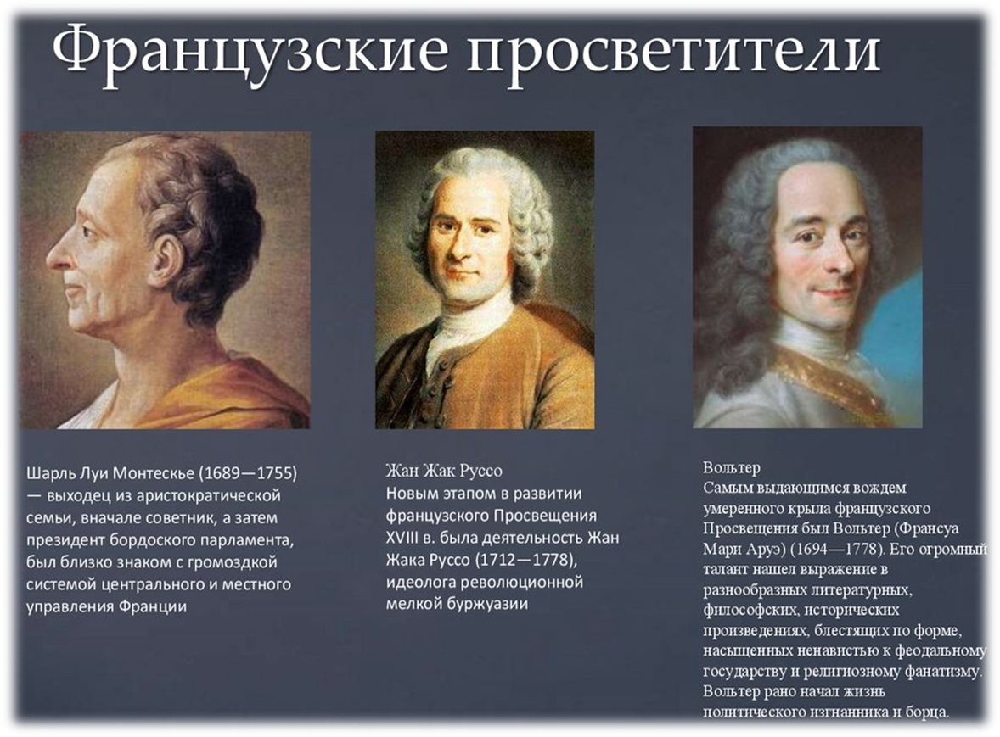 Французские просветители
Шарль Луи Монтескье (1689—1755)
— выходец из аристократической
семьи, вначале советник, а затем
президент бордоского парламента,
был близко знаком с громоздкой
системой центрального и местного
управления Франции
Жан Жак Руссо
Новым этапом в развитии
французского Просвещения
XVIII в. была деятельность Жан
Жака Руссо (1712—1778),
идеолога революционной
мелкой буржуазии
Вольтер
Самым выдающимся вождем
умеренного крыла французского
Просвещения был Вольтер (Франсуа
Мари Аруэ) (1694—1778). Его огромный
талант нашел выражение в
разнообразных литературных,
философских, исторических
произведениях, блестящих по форме,
насыщенных ненавистью к феодальному
государству и религиозному фанатизму.
Вольтер рано начал жизнь
политического изгнанника и борца.